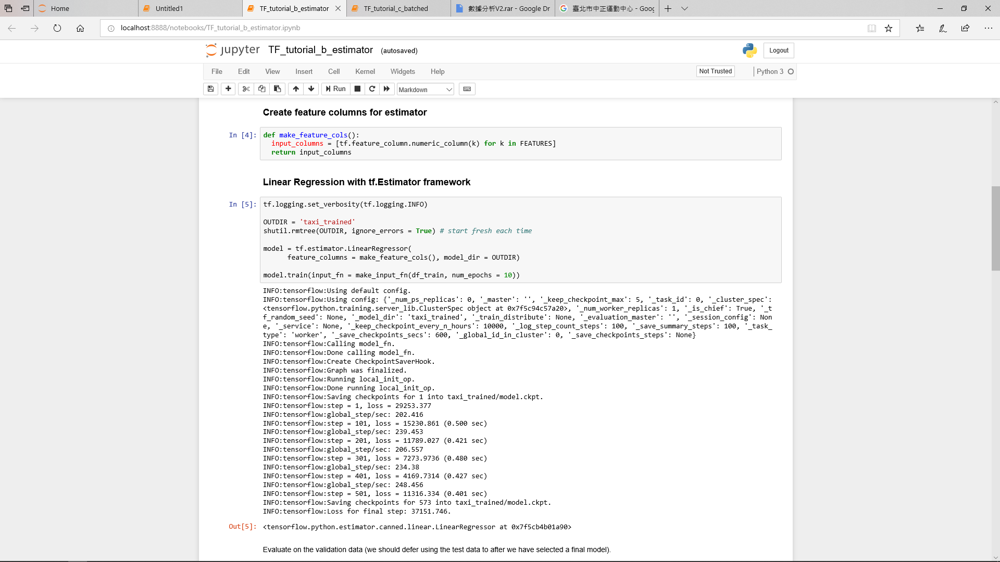 Home
Untitled1
TF_tutorial_b_estimator
TF_tutorial_c_batched
數據分析V2.rar - Google Dr
臺北市中正運動中心 - Goog
localhost:8888/notebooks/TF_tutorial_b_estimator.ipynb
jupyter TF_tutorial_b_estimator (autosaved)
Logout
File Edit View Insert Cell Kernel Widgets Help
Not Trusted
Python 3
Run
Markdown
Create feature columns for estimator
In [4]: def make_feature_cols():
input_columns = [tf.feature_column.numeric_column(k) for k in FEATURES]
return input_columns
Linear Regression with tf.Estimator framework
In [5]: tf.logging.set_verbosity(tf.logging.INFO)
OUTDIR = 'taxi_trained'
shutil.rmtree(OUTDIR, ignore_errors = True) # start fresh each time
model = tf.estimator.LinearRegressor(
feature_columns = make_feature_cols(), model_dir = OUTDIR)
model.train(input_fn = make_input_fn(df_train, num_epochs = 10))
INFO:tensorflow:Using default config.
INFO:tensorflow:Using config: {'_num_ps_replicas': 0, '_master': '', '_keep_checkpoint_max': 5, '_task_id': 0, '_cluster_spec':
<tensorflow.python.training.server_lib.ClusterSpec object at 0x7f5c94c57a20>, '_num_worker_replicas': 1, '_is_chief': True, '_t
f_random_seed': None, '_model_dir': 'taxi_trained', '_train_distribute': None, '_evaluation_master': '', '_session_config': Non
e, '_service': None, '_keep_checkpoint_every_n_hours': 10000, '_log_step_count_steps': 100, '_save_summary_steps': 100, '_task_
type': 'worker', '_save_checkpoints_secs': 600, '_global_id_in_cluster': 0, '_save_checkpoints_steps': None}
INFO:tensorflow:Calling model_fn.
INFO:tensorflow:Done calling model_fn.
INFO:tensorflow:Create CheckpointSaverHook.
INFO:tensorflow:Graph was finalized.
INFO:tensorflow:Running local_init_op.
INFO:tensorflow:Done running local_init_op.
INFO:tensorflow:Saving checkpoints for 1 into taxi_trained/model.ckpt.
INFO:tensorflow:step = 1, loss = 29253.377
INFO:tensorflow:global_step/sec: 202.416
INFO:tensorflow:step = 101, loss = 15230.861 (0.500 sec)
INFO:tensorflow:global_step/sec: 239.453
INFO:tensorflow:step = 201, loss = 11789.027 (0.421 sec)
INFO:tensorflow:global_step/sec: 206.557
INFO:tensorflow:step = 301, loss = 7273.9736 (0.480 sec)
INFO:tensorflow:global_step/sec: 234.38
INFO:tensorflow:step = 401, loss = 4169.7314 (0.427 sec)
INFO:tensorflow:global_step/sec: 248.456
INFO:tensorflow:step = 501, loss = 11316.334 (0.401 sec)
INFO:tensorflow:Saving checkpoints for 573 into taxi_trained/model.ckpt.
INFO:tensorflow:Loss for final step: 37151.746.
Out[5]: <tensorflow.python.estimator.canned.linear.LinearRegressor at 0x7f5cb4b01a90>
Evaluate on the validation data (we should defer using the test data to after we have selected a final model).